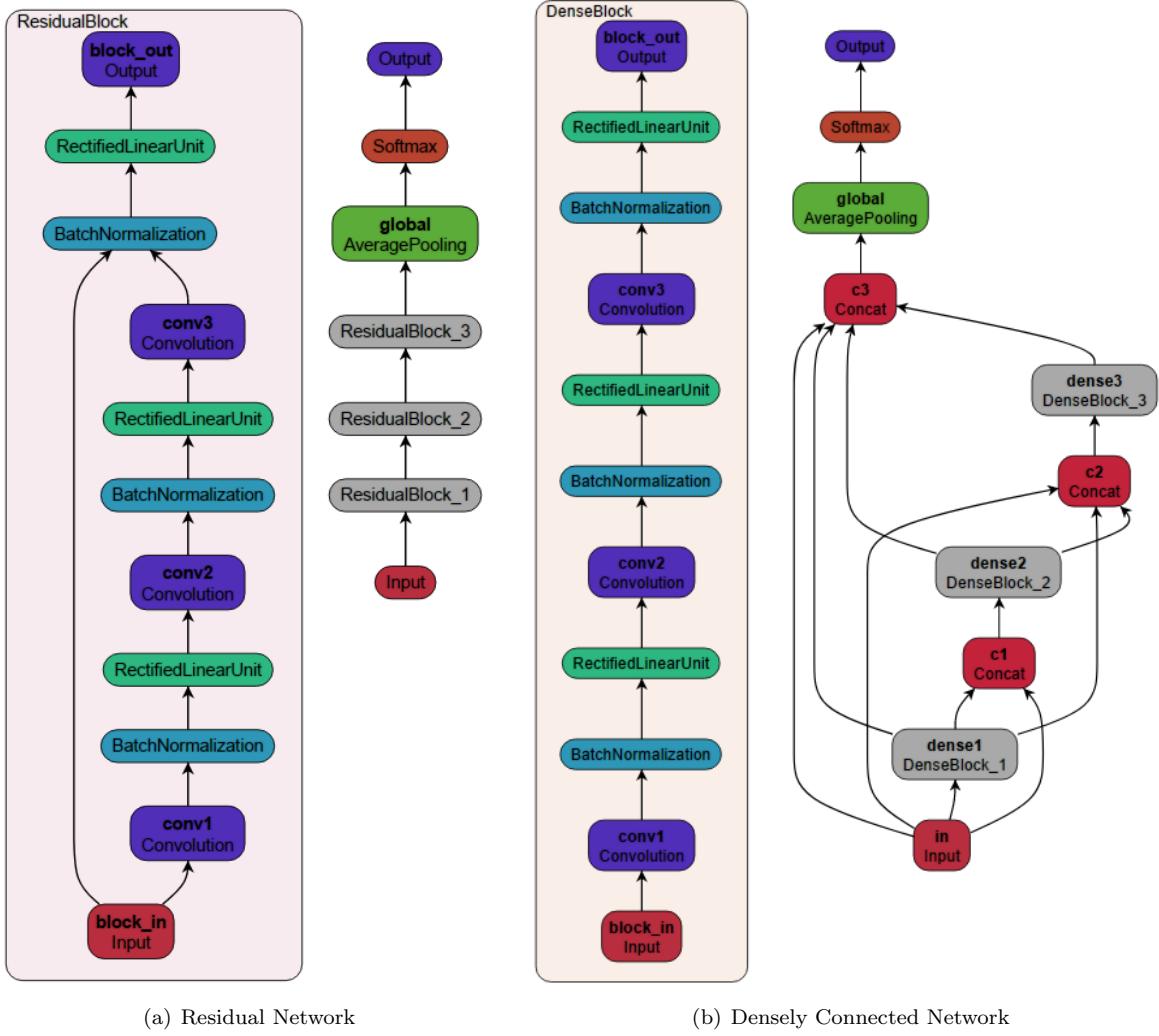 ResidualBlock
block_out
Output
RectifiedLinearUnit
BatchNormalization
conv3
Convolution
RectifiedLinearUnit
BatchNormalization
conv2
Convolution
RectifiedLinearUnit
BatchNormalization
conv1
Convolution
block_in
Input
Output
Softmax
global
AveragePooling
ResidualBlock_3
ResidualBlock_2
ResidualBlock_1
Input
(a) Residual Network
DenseBlock
block_out
Output
RectifiedLinearUnit
BatchNormalization
conv3
Convolution
RectifiedLinearUnit
BatchNormalization
conv2
Convolution
RectifiedLinearUnit
BatchNormalization
conv1
Convolution
block_in
Input
Output
Softmax
global
AveragePooling
c3
Concat
dense3
DenseBlock_3
c2
Concat
dense2
DenseBlock_2
c1
Concat
dense1
DenseBlock_1
in
Input
(b) Densely Connected Network